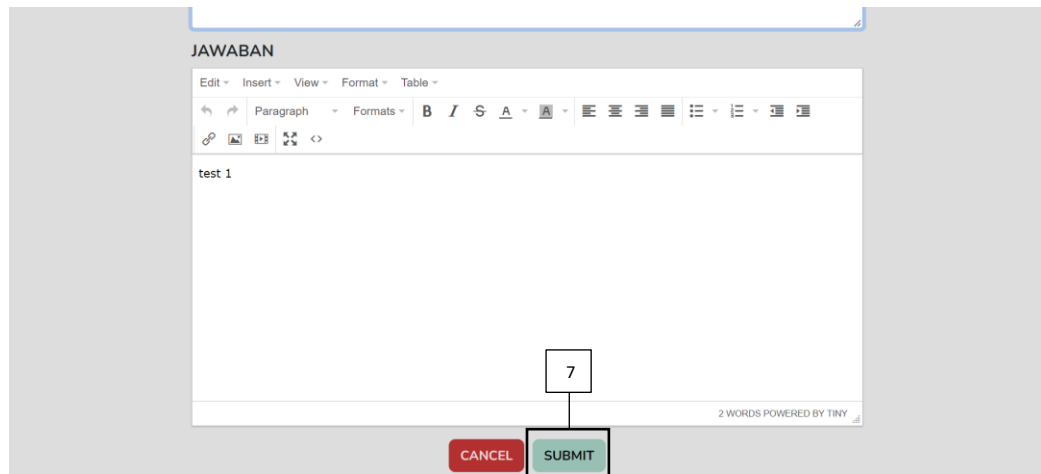 JAWABAN
Edit Insert View Format Table
Paragraph Formats B I S A A
test 1
7
2 WORDS POWERED BY TINY
CANCEL SUBMIT